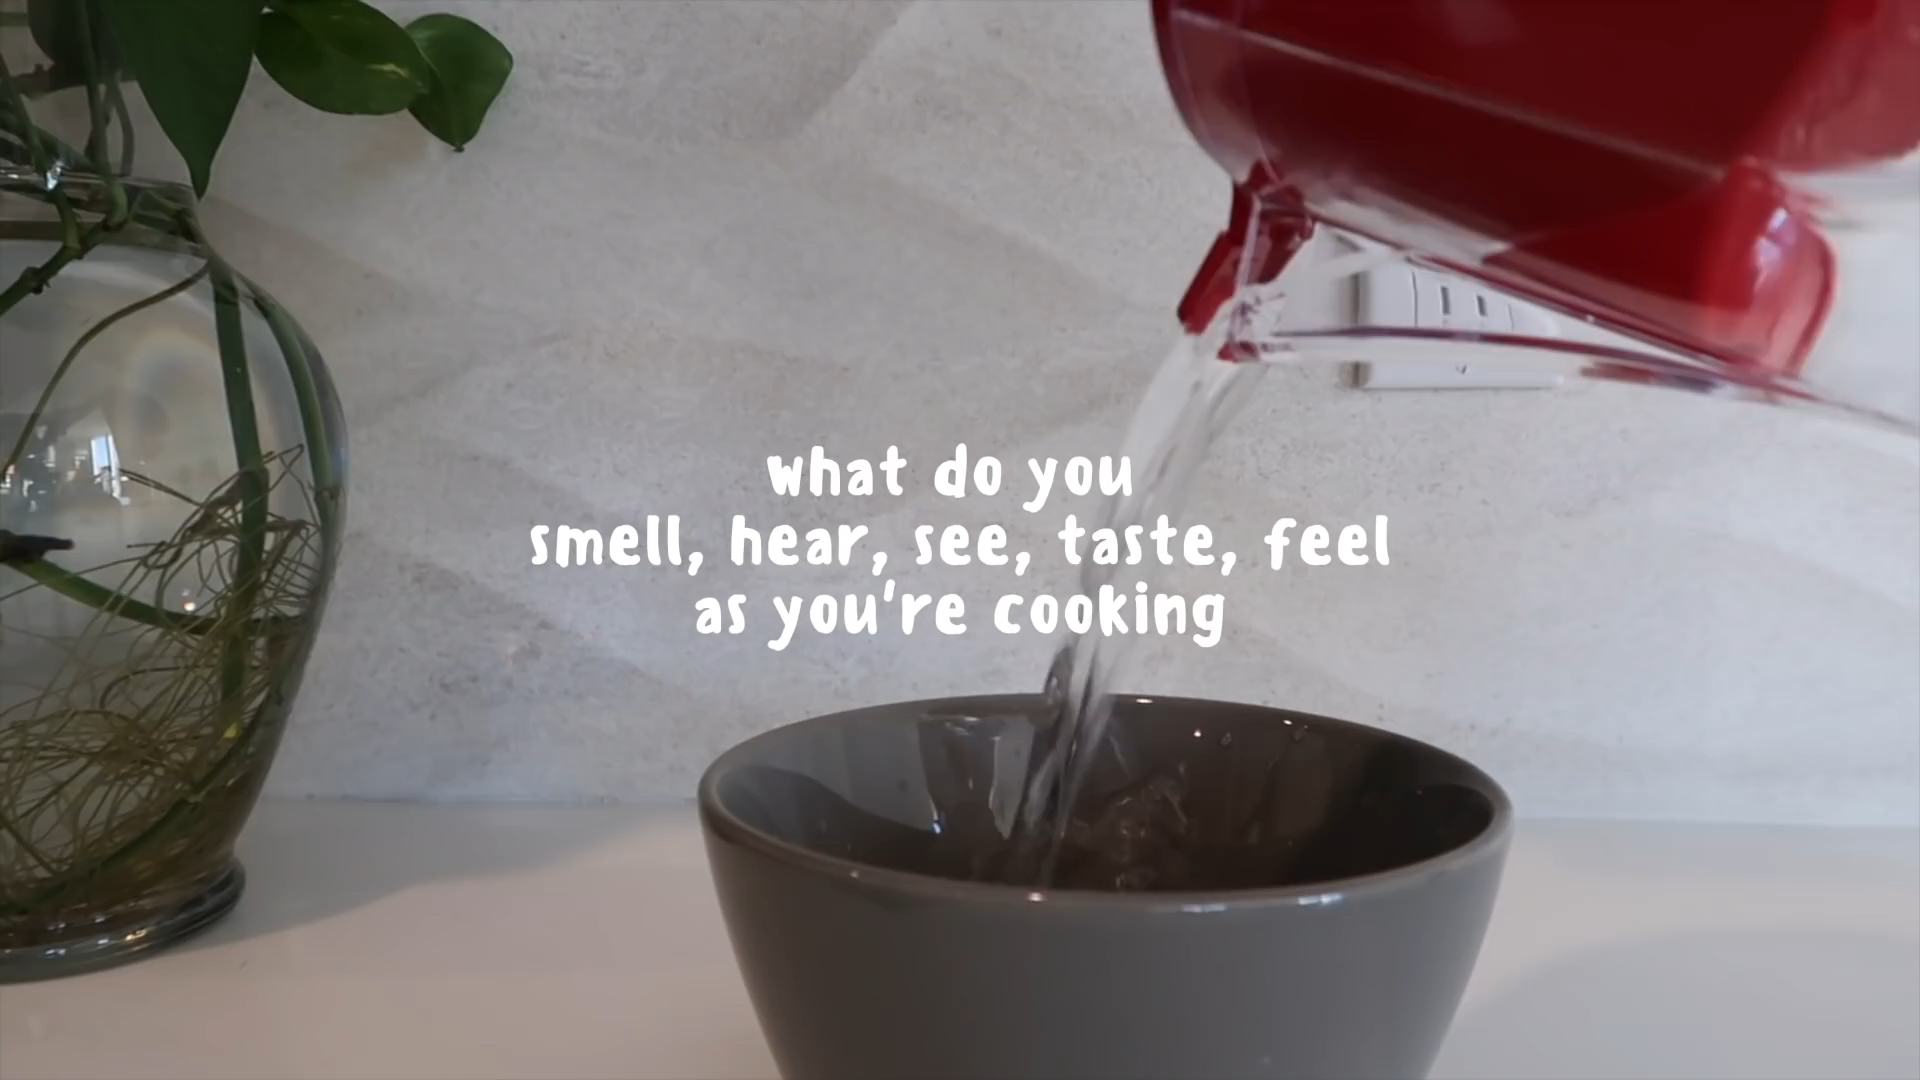 what do you
smell, hear, see, taste, feel
as you're cooking